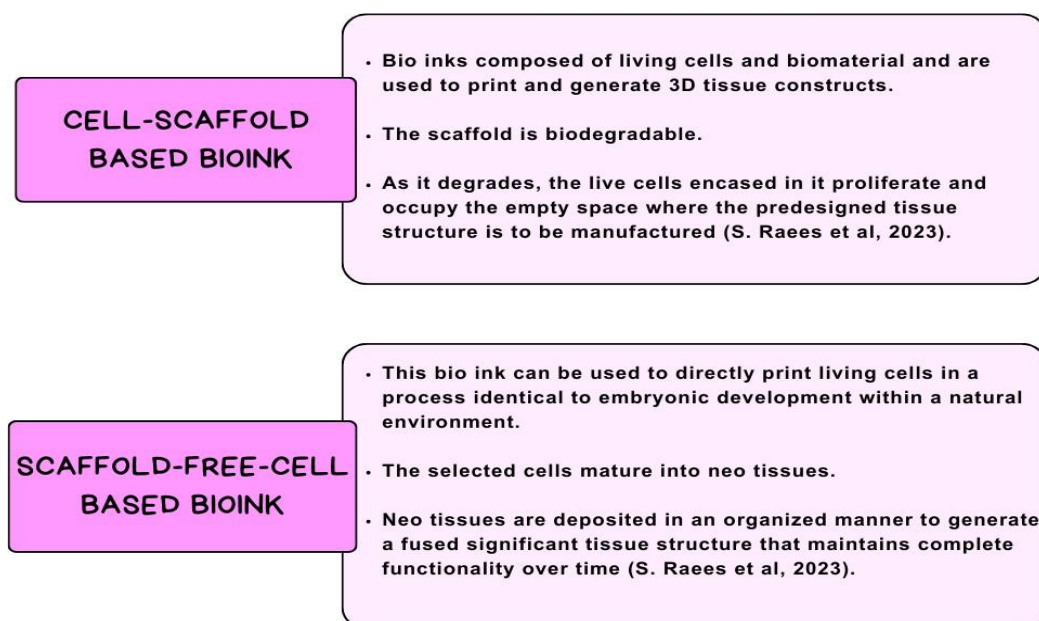 CELL-SCAFFOLD
BASED BIOINK
• Bio inks composed of living cells and biomaterial and are
used to print and generate 3D tissue constructs.
• The scaffold is biodegradable.
• As it degrades, the live cells encased in it proliferate and
occupy the empty space where the predesigned tissue
structure is to be manufactured (S. Raees et al, 2023).
SCAFFOLD-FREE-CELL
BASED BIOINK
• This bio ink can be used to directly print living cells in a
process identical to embryonic development within a natural
environment.
• The selected cells mature into neo tissues.
• Neo tissues are deposited in an organized manner to generate
a fused significant tissue structure that maintains complete
functionality over time (S. Raees et al, 2023).